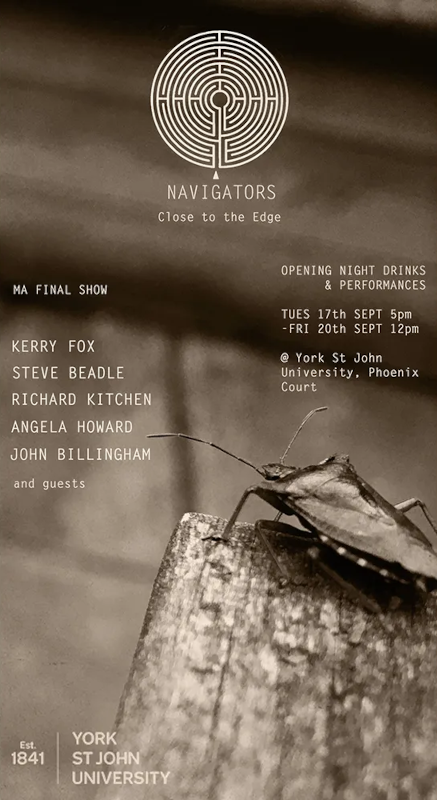 NAVIGATORS
Close to the Edge
MA FINAL SHOW
KERRY FOX
STEVE BEADLE
RICHARD KITCHEN
ANGELA HOWARD
JOHN BILLINGHAM
and guests
OPENING NIGHT DRINKS
& PERFORMANCES
TUES 17th SEPT 5pm
-FRI 20th SEPT 12pm
@ York St John
University, Phoenix
Court
Est.
1841
YORK
ST JOHN
UNIVERSITY